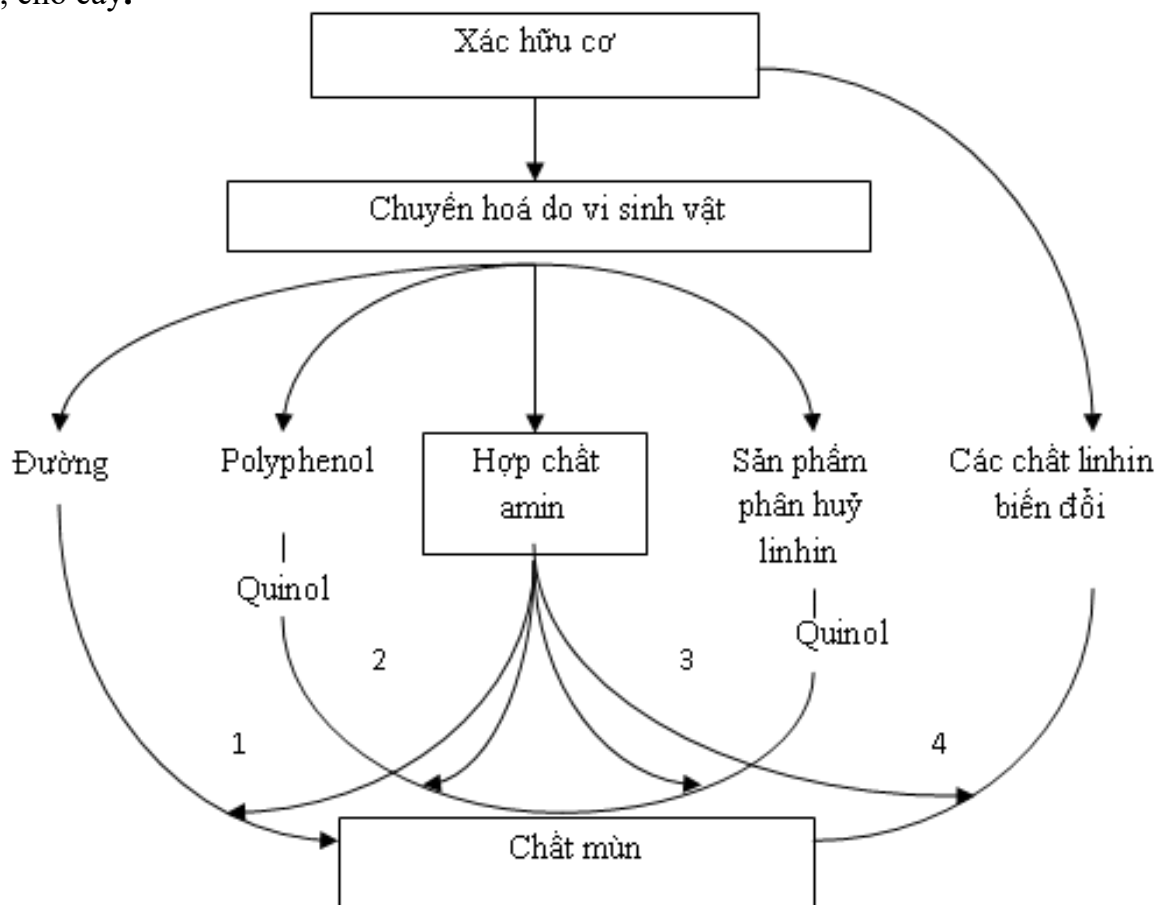 , cho cây.
Xác hữu cơ
Chuyển hoá do vi sinh vật
Đường
Polyphenol
Hợp chất
amin
Sản phẩm
phân huỷ
linhin
Các chất linhin
biến đổi
Quinol
Quinol
2
3
1
4
Chất mùn